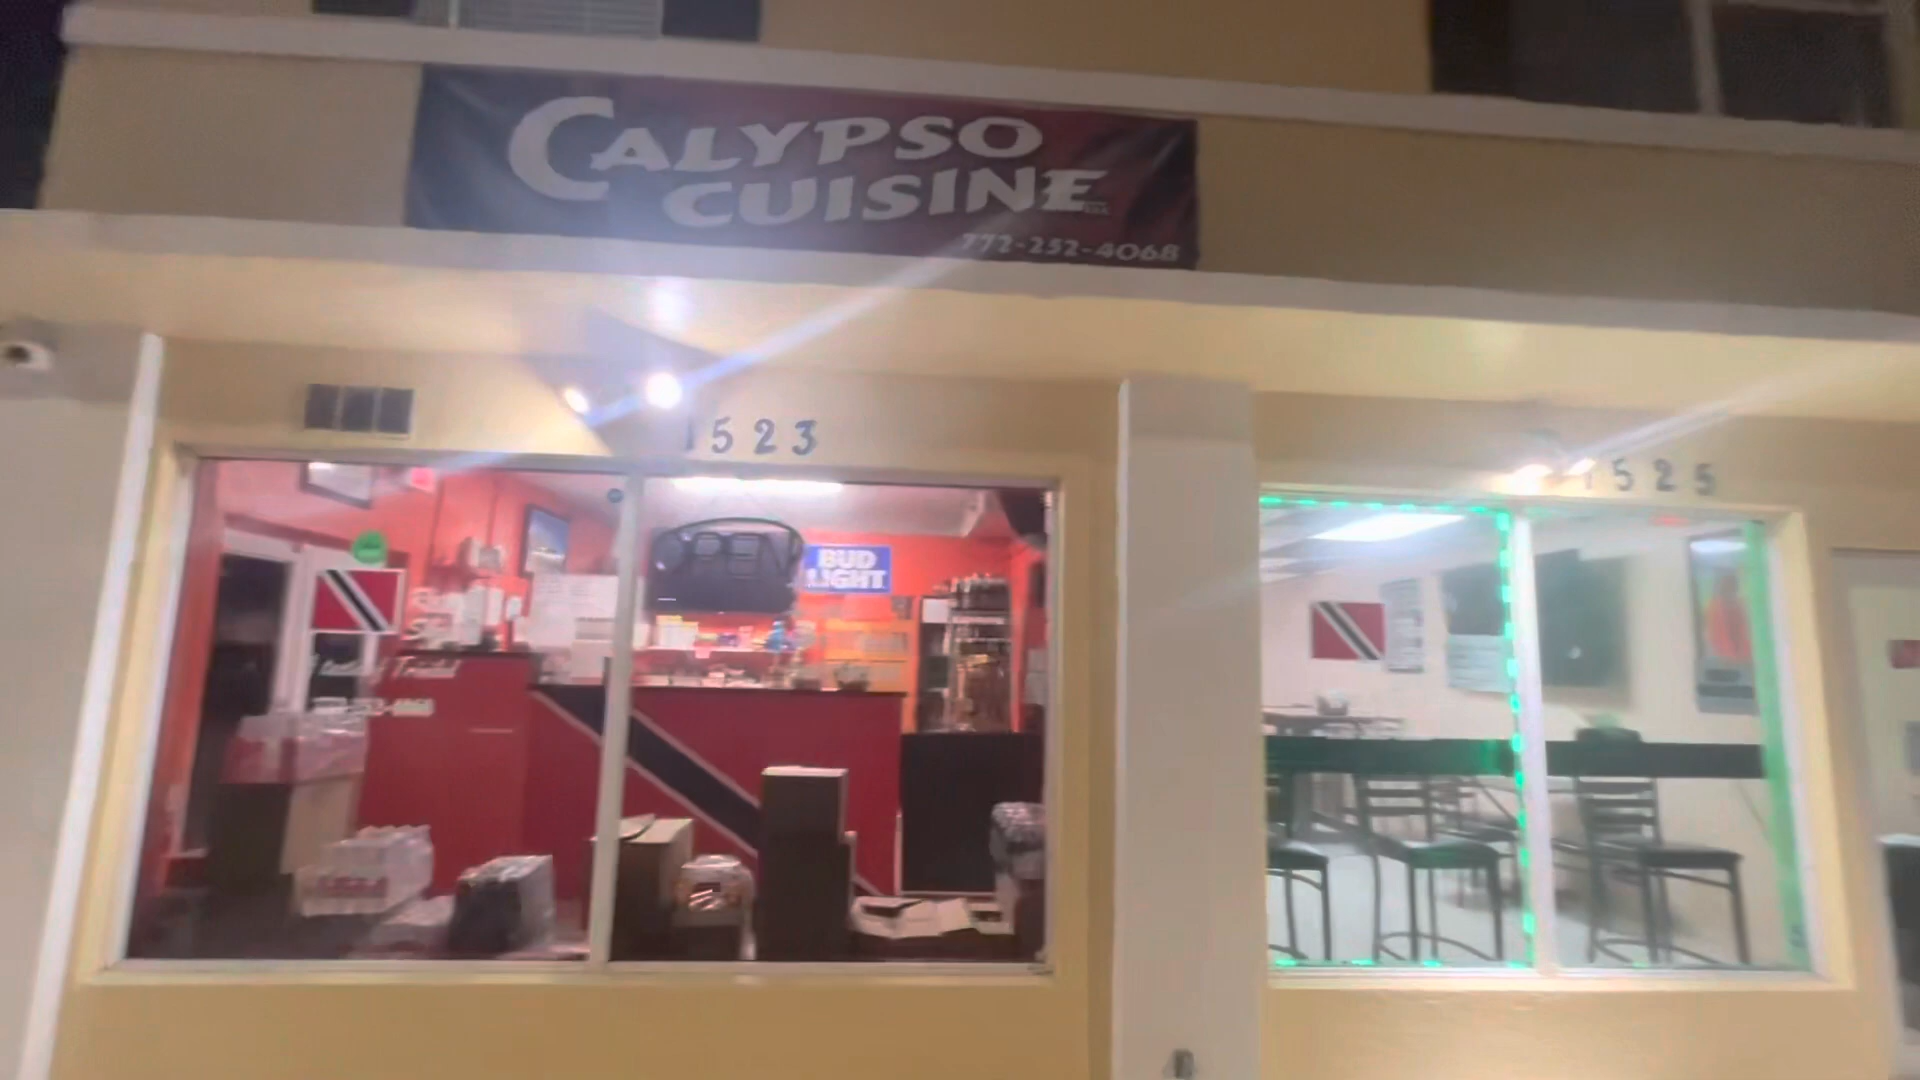 CALYPSO
CUISINE
772-252-4068
1523
1525
OPEN
BUD
LIGHT